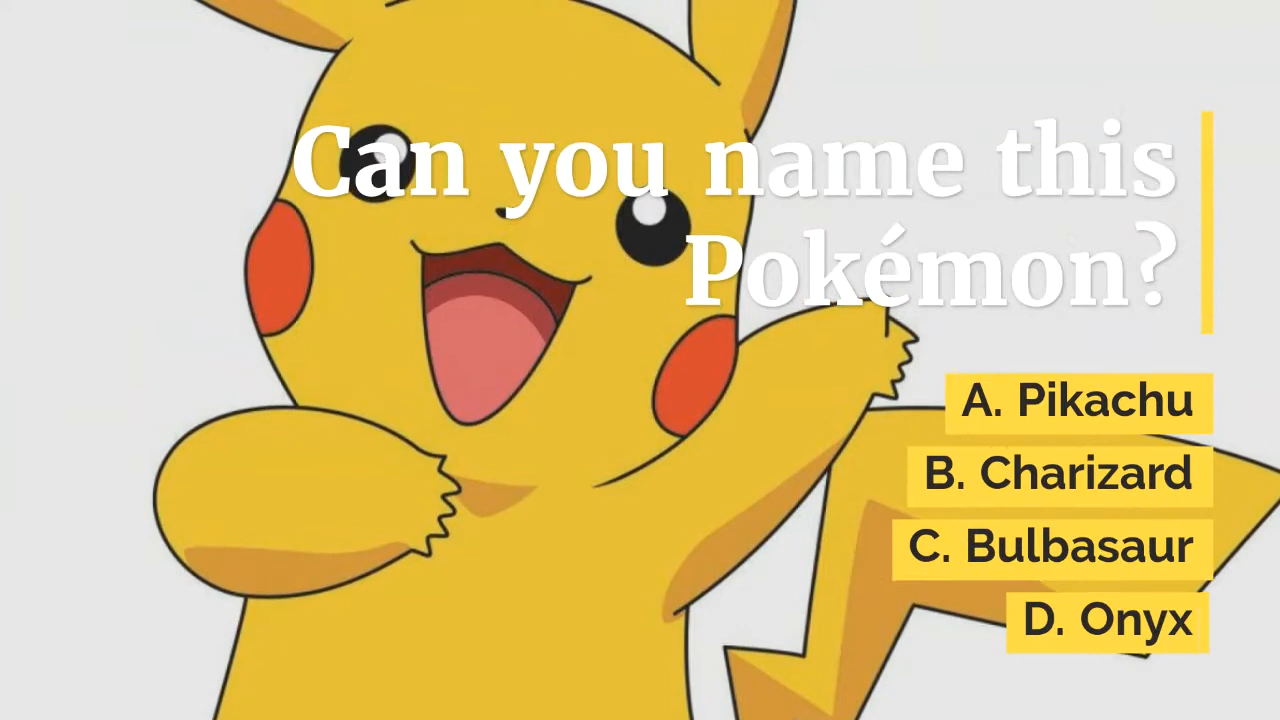 Can you name this
Pokémon?
A. Pikachu
B. Charizard
C. Bulbasaur
D. Onyx